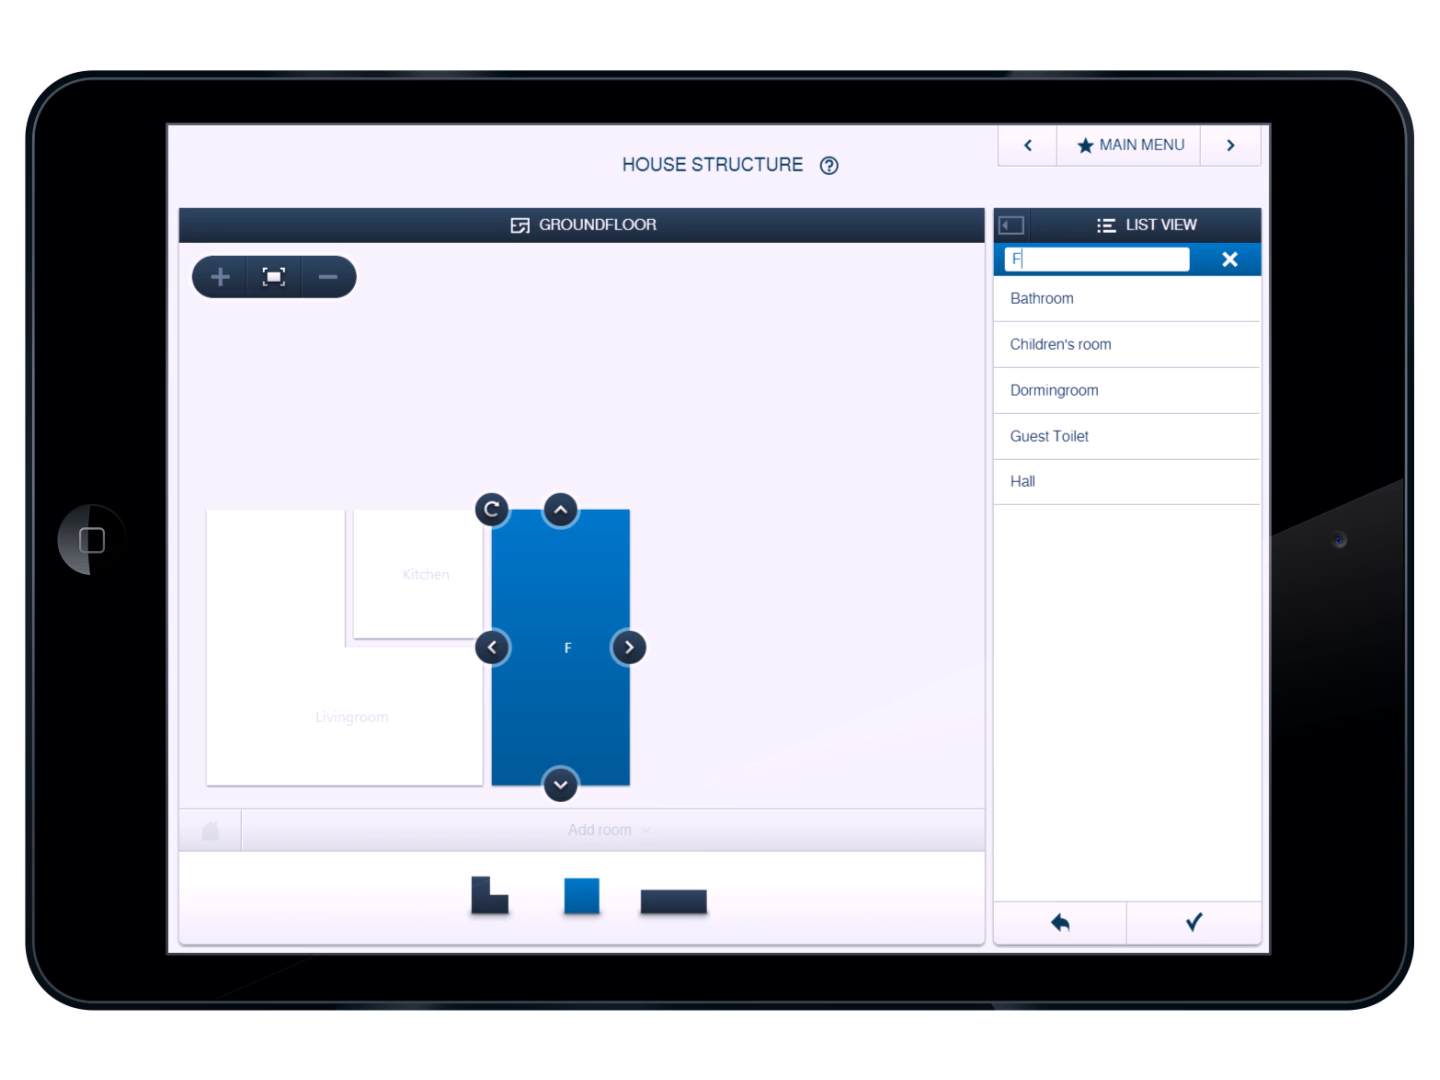 MAIN MENU
HOUSE STRUCTURE ?
GROUNDFLOOR
LIST VIEW
F
Bathroom
Children's room
Dormingroom
Guest Toilet
Hall
Kitchen
F
Livingroom
Add room